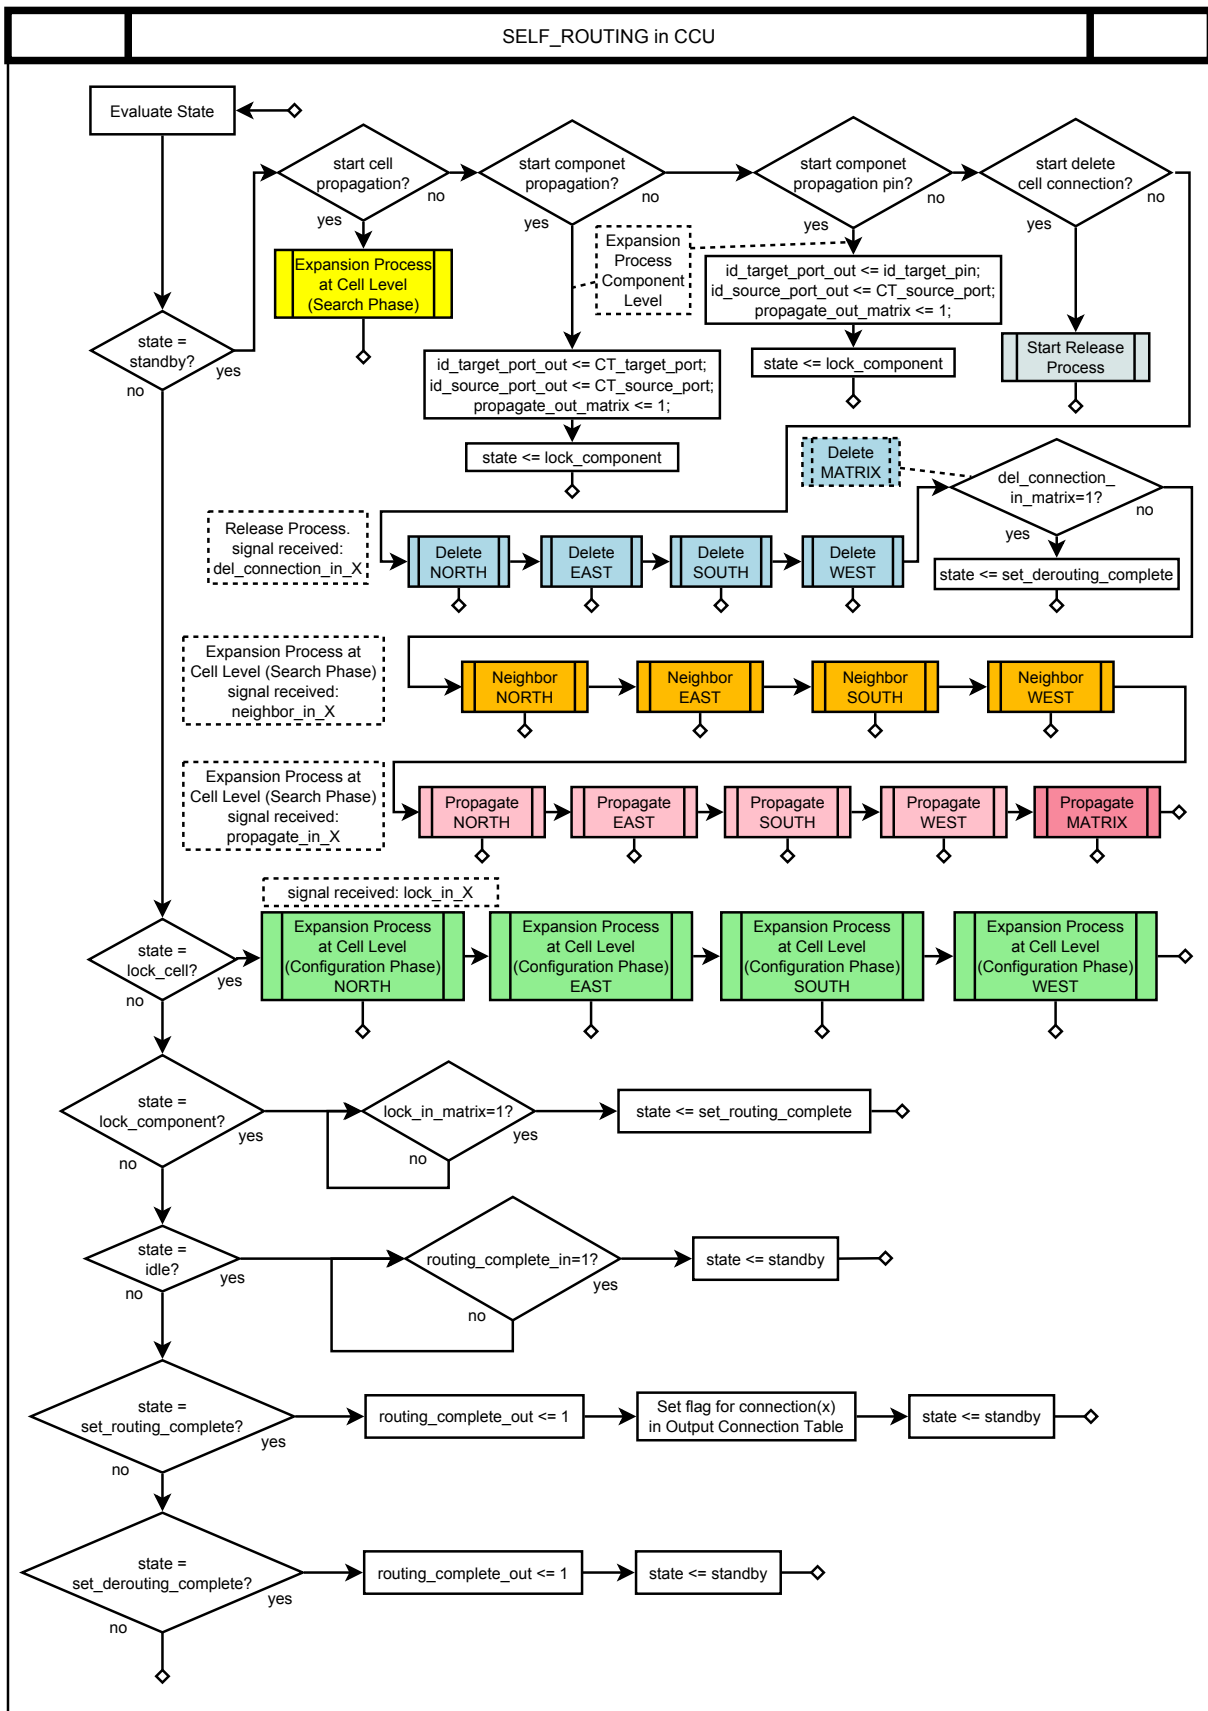 SELF_ROUTING in CCU
Evaluate State
start cell
propagation?
yes
no
start componet
propagation?
yes
no
start componet
propagation pin?
yes
no
start delete
cell connection?
yes
no
Expansion Process
at Cell Level
(Search Phase)
Expansion
Process
Component
Level
id_target_port_out <= id_target_pin;
id_source_port_out <= CT_source_port;
propagate_out_matrix <= 1;
state <= lock_component
Start Release
Process
state =
standby?
yes
no
id_target_port_out <= CT_target_port;
id_source_port_out <= CT_source_port;
propagate_out_matrix <= 1;
state <= lock_component
Delete
MATRIX
del_connection_
in_matrix=1?
yes
no
state <= set_derouting_complete
Release Process.
signal received:
del_connection_in_X
Delete
NORTH
Delete
EAST
Delete
SOUTH
Delete
WEST
Expansion Process at
Cell Level (Search Phase)
signal received:
neighbor_in_X
Neighbor
NORTH
Neighbor
EAST
Neighbor
SOUTH
Neighbor
WEST
Expansion Process at
Cell Level (Search Phase)
signal received:
propagate_in_X
Propagate
NORTH
Propagate
EAST
Propagate
SOUTH
Propagate
WEST
Propagate
MATRIX
signal received: lock_in_X
state =
lock_cell?
yes
no
Expansion Process
at Cell Level
(Configuration Phase)
NORTH
Expansion Process
at Cell Level
(Configuration Phase)
EAST
Expansion Process
at Cell Level
(Configuration Phase)
SOUTH
Expansion Process
at Cell Level
(Configuration Phase)
WEST
state =
lock_component?
yes
no
lock_in_matrix=1?
yes
no
state <= set_routing_complete
state =
idle?
yes
no
routing_complete_in=1?
yes
no
state <= standby
state =
set_routing_complete?
yes
no
routing_complete_out <= 1
Set flag for connection(x)
in Output Connection Table
state <= standby
state =
set_derouting_complete?
yes
no
routing_complete_out <= 1
state <= standby